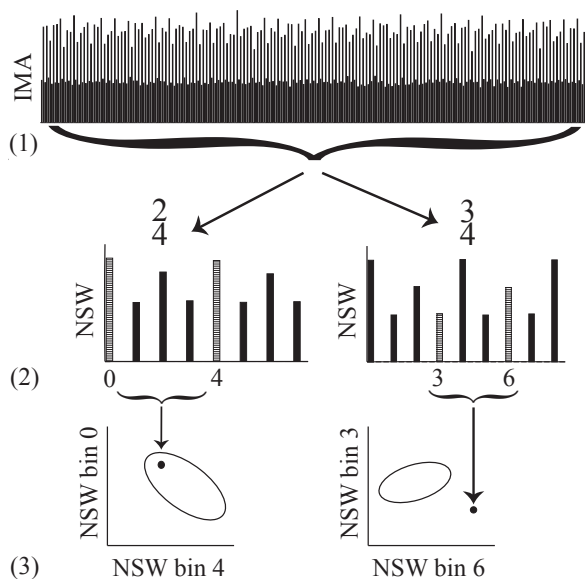 IMA
(1)
2
4
3
4
NSW
NSW
(2)
0
4
3
6
NSW bin 0
NSW bin 3
(3)
NSW bin 4
NSW bin 6